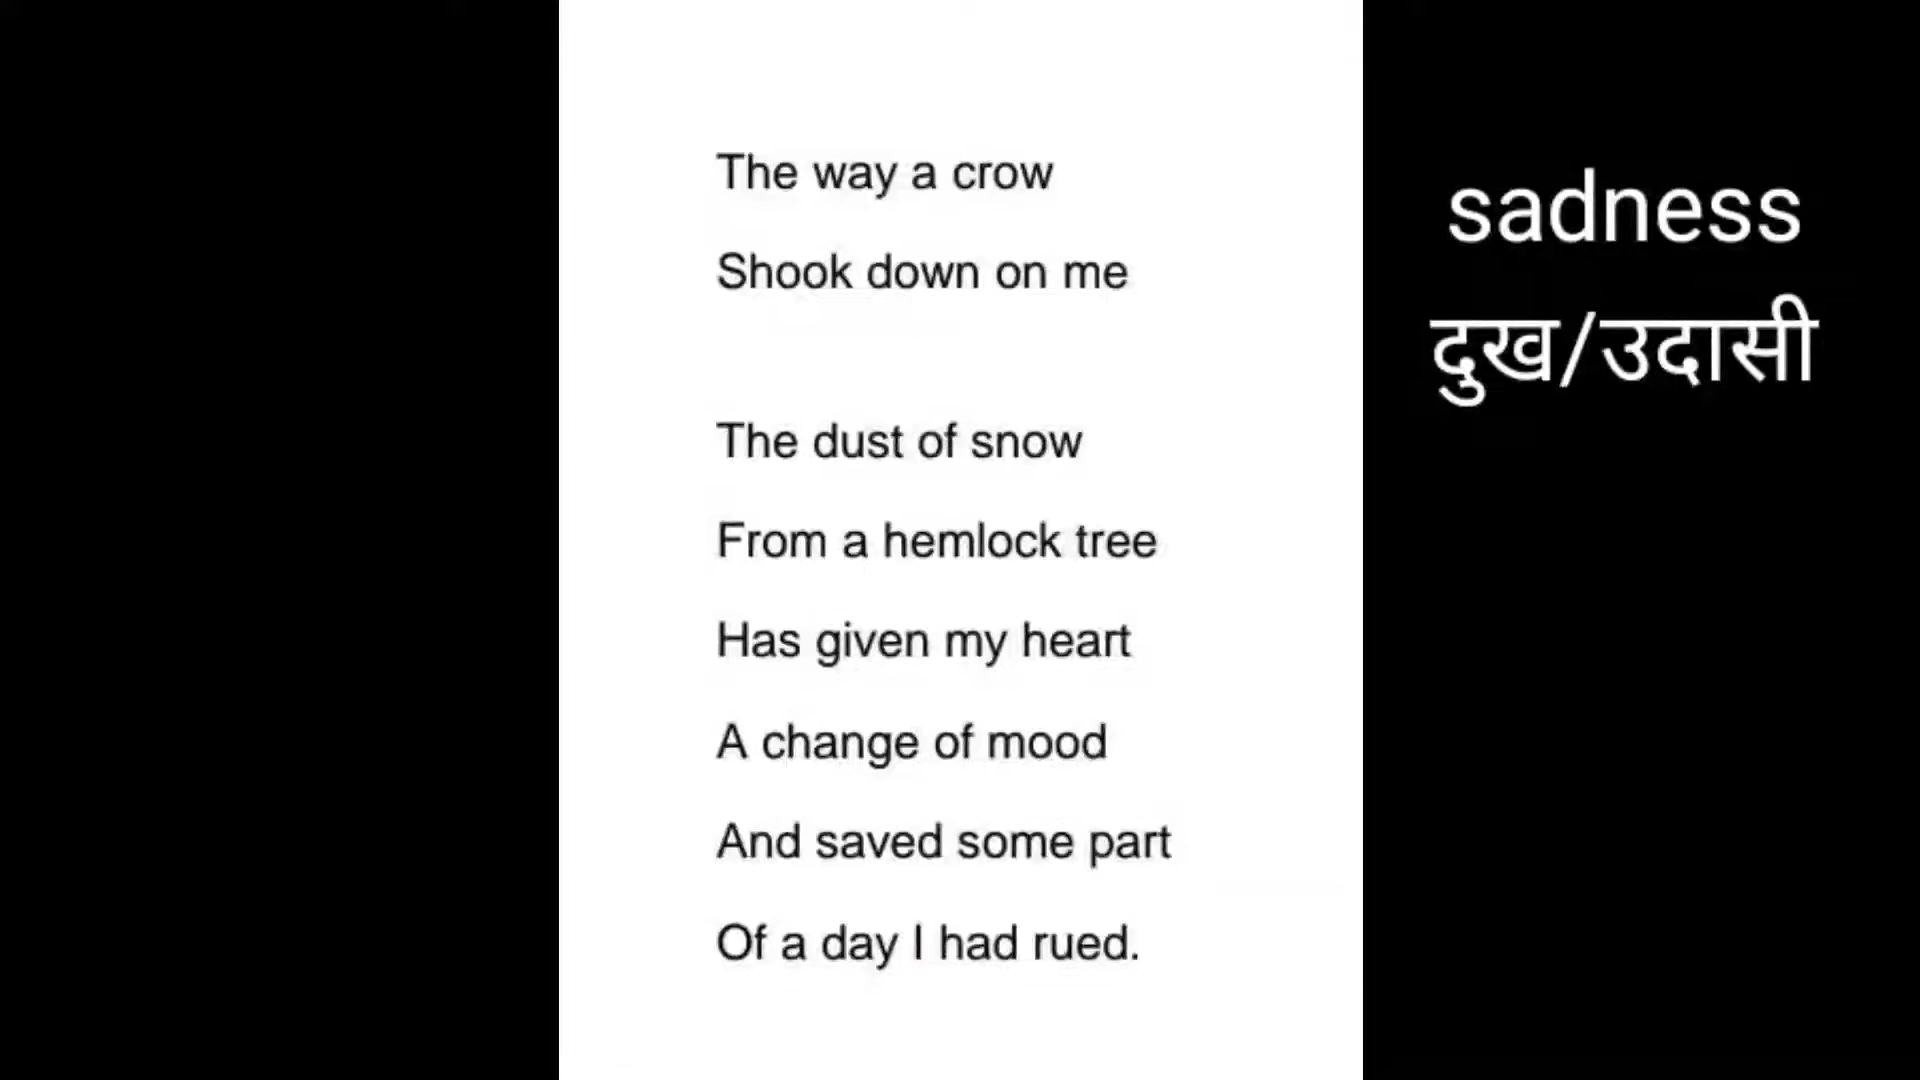 The way a crow
Shook down on me
The dust of snow
From a hemlock tree
Has given my heart
A change of mood
And saved some part
Of a day I had rued.
sadness
दुख/उदासी